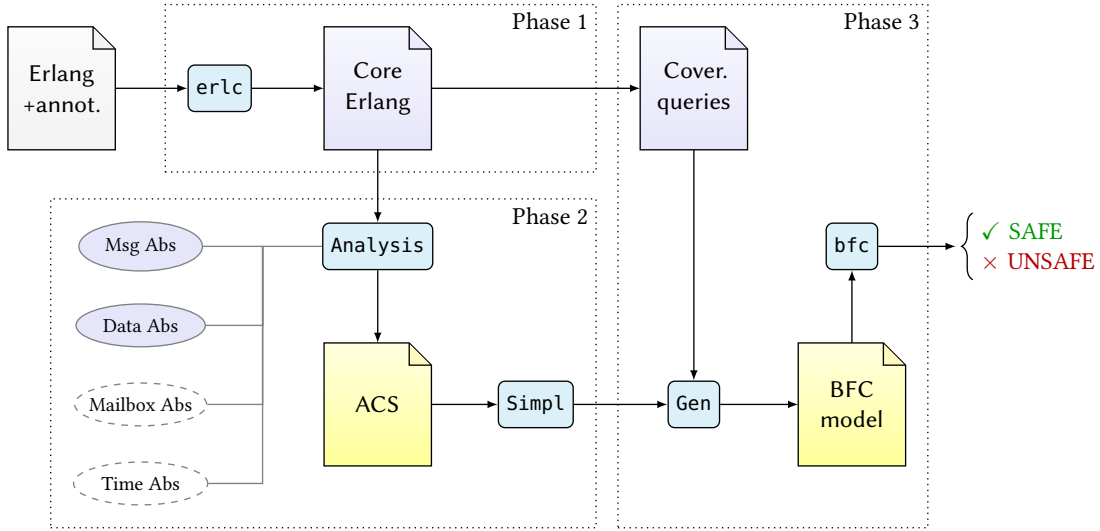 Phase 1
Phase 3
Erlang
+annot.
erlc
Core
Erlang
Cover.
queries
Phase 2
Msg Abs
Analysis
bfc
✓ SAFE
× UNSAFE
Data Abs
Mailbox Abs
ACS
Simpl
Gen
BFC
model
Time Abs